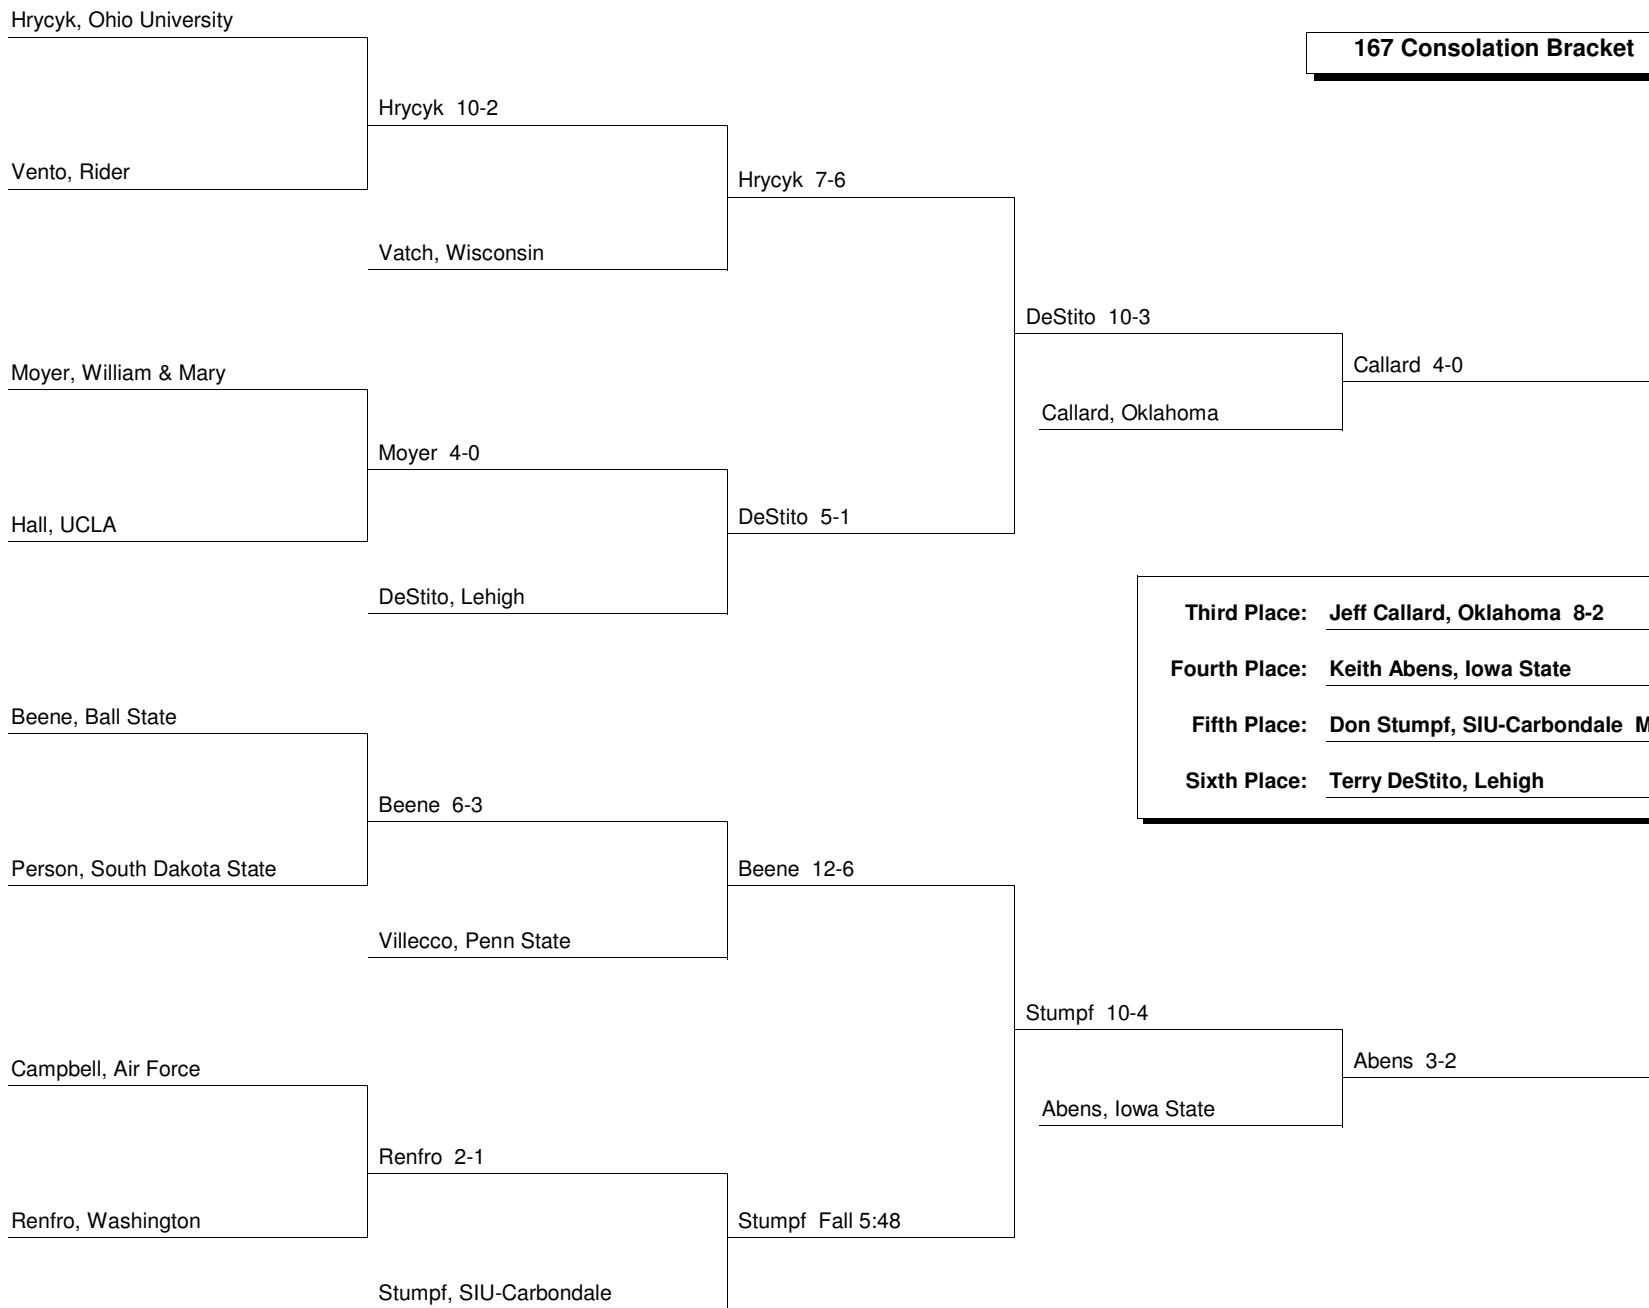 Hrycyk, Ohio University
167 Consolation Bracket
Hrycyk 10-2
Vento, Rider
Hrycyk 7-6
Vatch, Wisconsin
DeStito 10-3
Moyer, William & Mary
Callard 4-0
Callard, Oklahoma
Moyer 4-0
Hall, UCLA
DeStito 5-1
DeStito, Lehigh
Third Place: Jeff Callard, Oklahoma 8-2
Fourth Place: Keith Abens, Iowa State
Beene, Ball State
Fifth Place: Don Stumpf, SIU-Carbondale M
Sixth Place: Terry DeStito, Lehigh
Beene 6-3
Person, South Dakota State
Beene 12-6
Villecco, Penn State
Stumpf 10-4
Campbell, Air Force
Abens 3-2
Abens, Iowa State
Renfro 2-1
Renfro, Washington
Stumpf Fall 5:48
Stumpf, SIU-Carbondale